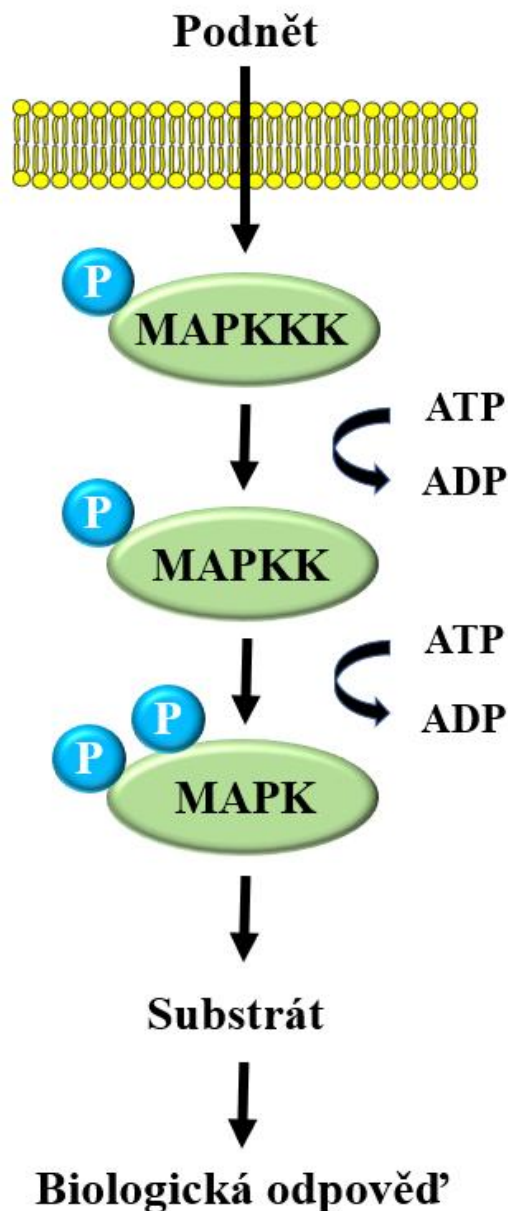 Podnět
P
MAPKKK
ATP
ADP
P
MAPKK
ATP
ADP
P
P
MAPK
Substrát
Biologická odpověď